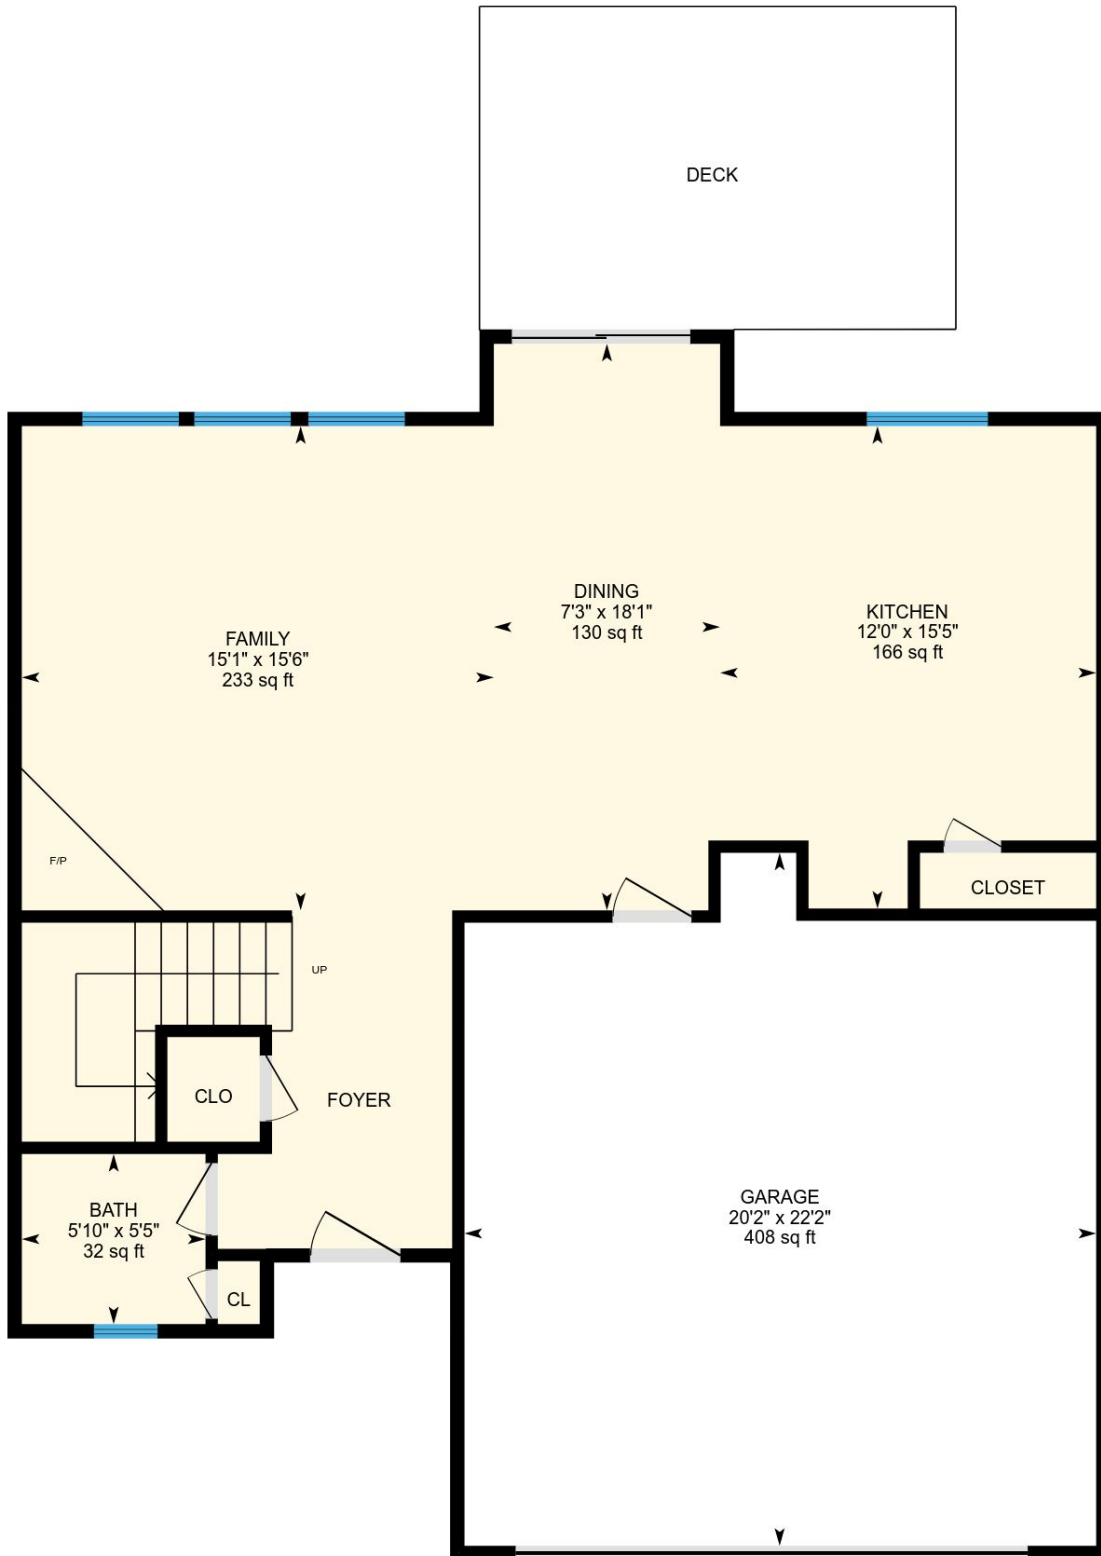 DECK
DINING
7'3" x 18'1"
130 sq ft
KITCHEN
12'0" x 15'5"
166 sq ft
FAMILY
15'1" x 15'6"
233 sq ft
F/P
CLOSET
UP
CLO
FOYER
GARAGE
20'2" x 22'2"
408 sq ft
BATH
5'10" x 5'5"
32 sq ft
CL